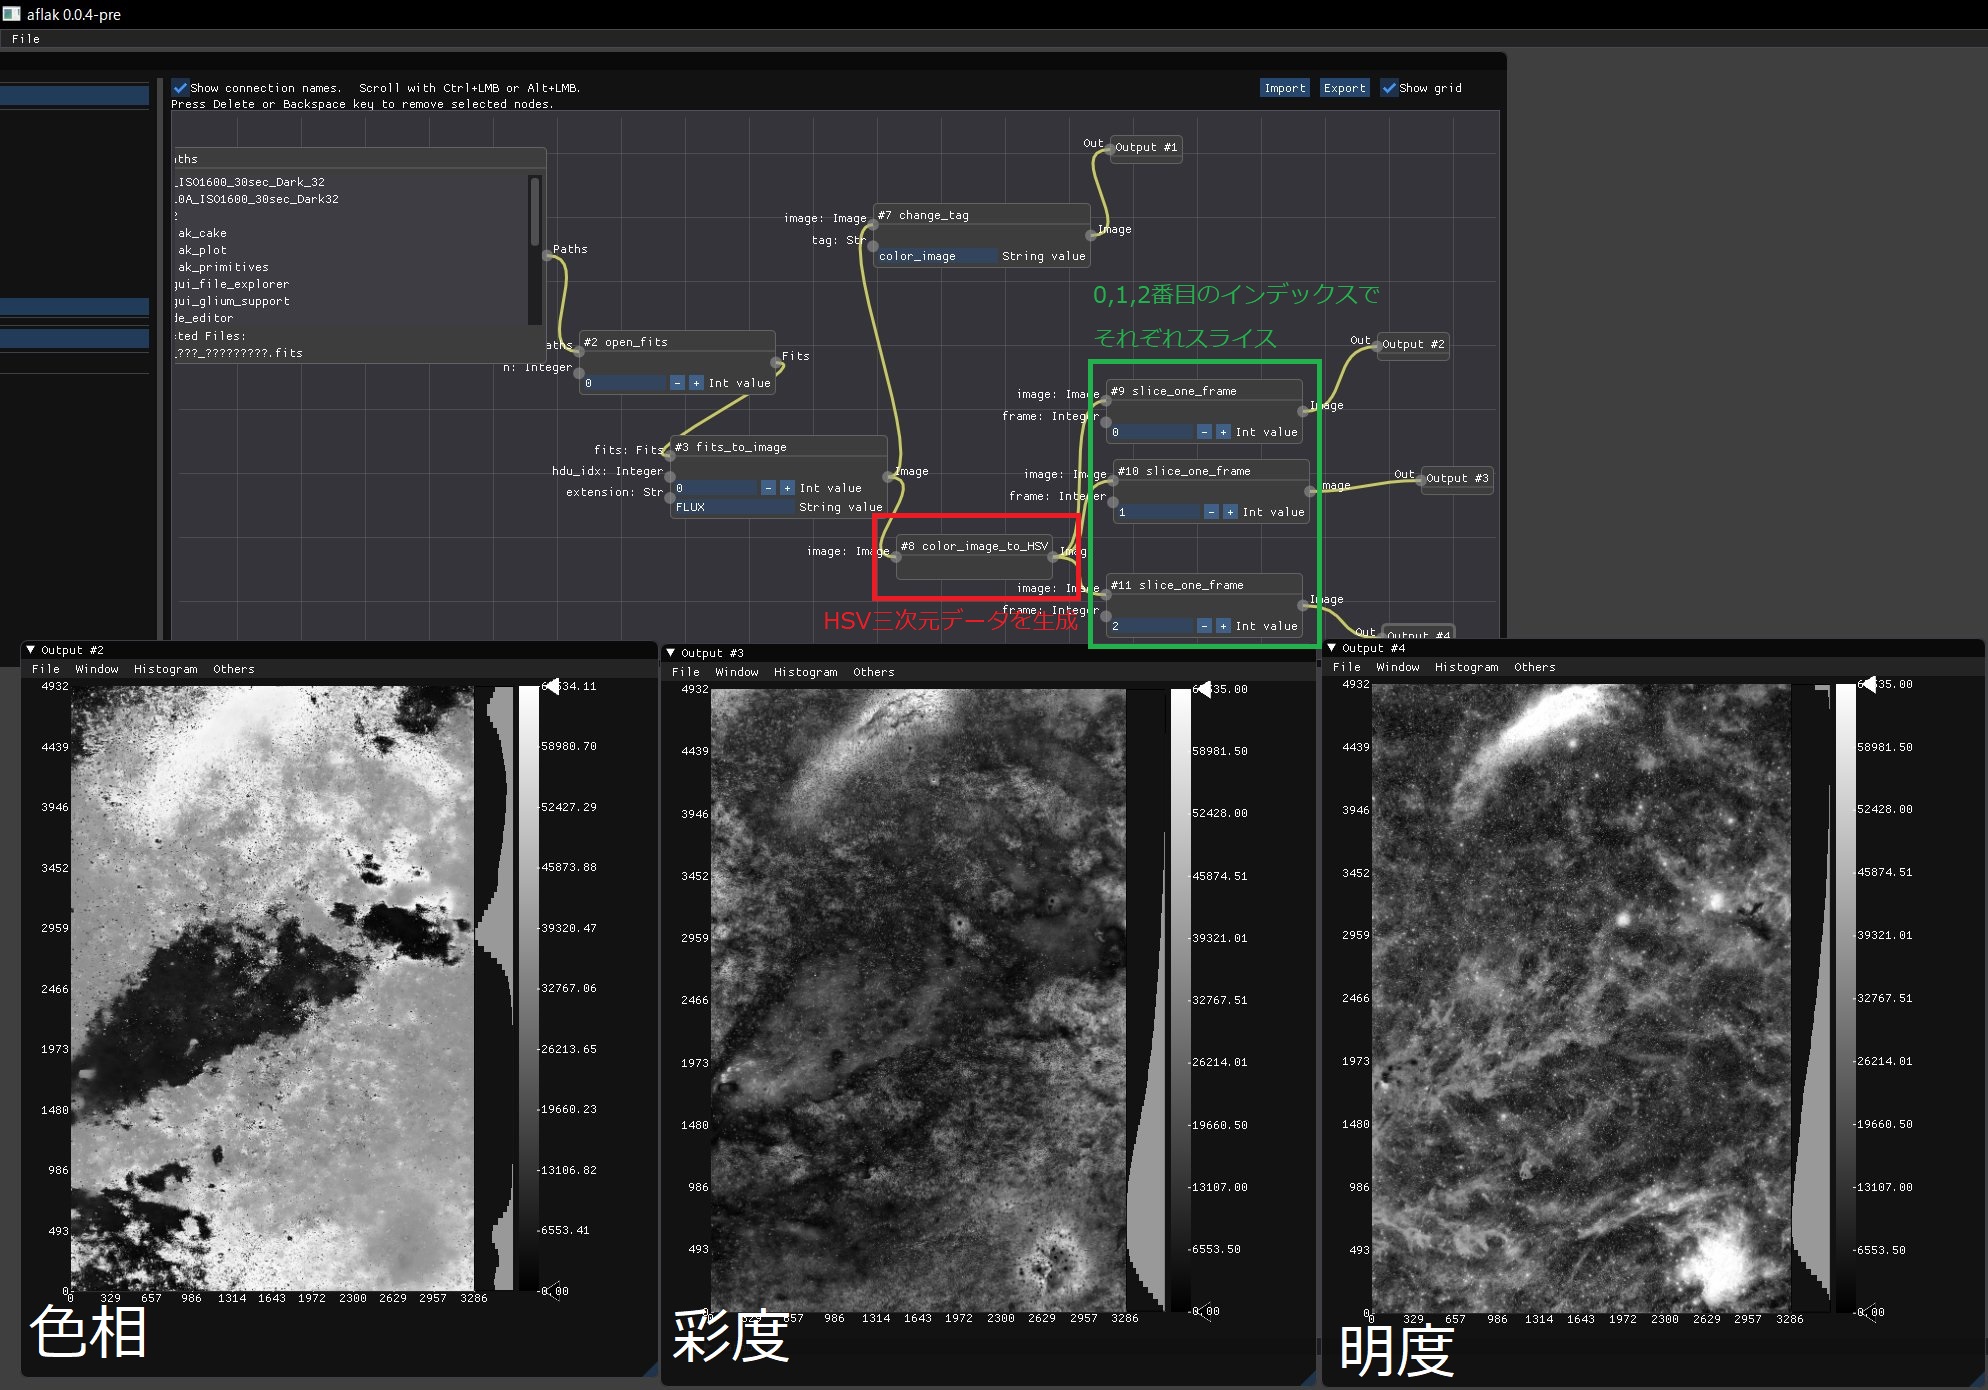 aflak 0.0.4-pre
File
Show connection names. Scroll with Ctrl+LMB or Alt+LMB.
Import
Export
Show grid
Press Delete or Backspace key to remove selected nodes.
_ISO1600_30sec_Dark_32
.0A_ISO1600_30sec_Dark32
ak_cake
ak_plot
ak_primitives
gui_file_explorer
gui_glium_support
de_editor
cted Files:
_???_?????????.fits
Paths
#2 open_fits
n: Integer
0
- + Int value
Fits
fits: Fits
hdu_idx: Integer
extension: Str
#3 fits_to_image
0
- + Int value
FLUX
String value
Image
image: Image
tag: Str
#7 change_tag
color_image
String value
Image
Out
Output #1
image: Image
#8 color_image_to_HSV
HSV三次元データを生成
0,1,2番目のインデックスで
それぞれスライス
image: Image
frame: Integer
#9 slice_one_frame
0
- + Int value
Image
Out
Output #2
image: Image
frame: Integer
#10 slice_one_frame
1
- + Int value
Image
Out
Output #3
image: Image
frame: Integer
#11 slice_one_frame
2
- + Int value
Image
Out
Output #4
Output #2
File Window Histogram Others
4932
4439
3946
3452
2959
2466
1973
1480
986
493
0
0 329 657 986 1314 1643 1972 2300 2629 2957 3286
58980.70
52427.29
45873.88
39320.47
32767.06
26213.65
19660.23
13106.82
6553.41
0.00
色相
Output #3
File Window Histogram Others
4932
4439
3946
3452
2959
2466
1973
1480
986
493
986 1314 1643 1972 2300 2629 2957 3286
58981.50
52428.00
45874.51
39321.01
32767.51
26214.01
19660.50
13107.00
6553.50
0.00
彩度
Output #4
File Window Histogram Others
4932
4439
3946
3452
2959
2466
1973
1480
986
493
0
0 329 657 986 1314 1643 1972 2300 2629 2957 3286
58981.50
52428.00
45874.51
39321.01
32767.51
26214.01
19660.50
13107.00
6553.50
0.00
明度